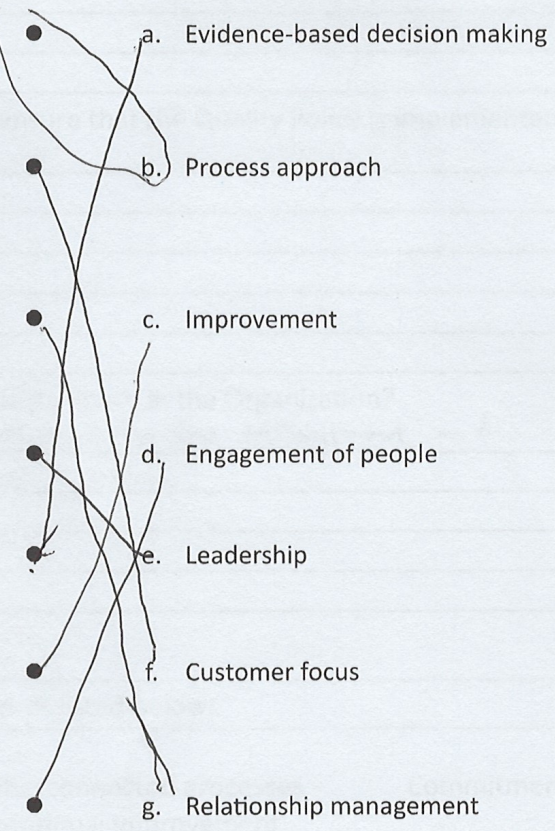 a. Evidence-based decision making
b. Process approach
c. Improvement
d. Engagement of people
e. Leadership
f. Customer focus
g. Relationship management